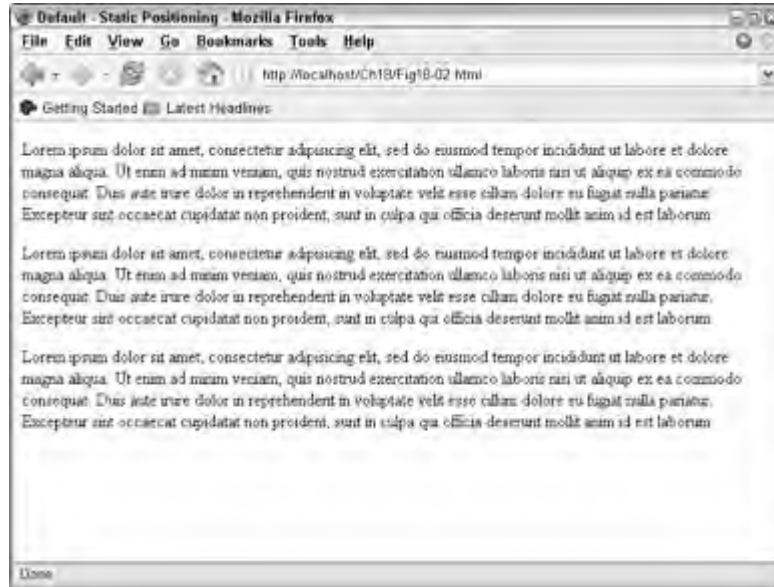 Default - Static Positioning - Mozilla Firefox
File Edit View Go Bookmarks Tools Help
http://localhost/Ch18/Fig18-02.html
Getting Started Latest Headlines
Lorem ipsum dolor sit amet, consectetur adipisicing elit, sed do eiusmod tempor incididunt ut labore et dolore
magna aliqua. Ut enim ad minim veniam, quis nostrud exercitation ullamco laboris nisi ut aliquip ex ea commodo
consequat. Duis aute irure dolor in reprehenderit in voluptate velit esse cillum dolore eu fugiat nulla pariatur.
Excepteur sint occaecat cupidatat non proident, sunt in culpa qui officia deserunt mollit anim id est laborum
Lorem ipsum dolor sit amet, consectetur adipisicing elit, sed do eiusmod tempor incididunt ut labore et dolore
magna aliqua. Ut enim ad minim veniam, quis nostrud exercitation ullamco laboris nisi ut aliquip ex ea commodo
consequat. Duis aute irure dolor in reprehenderit in voluptate velit esse cillum dolore eu fugiat nulla pariatur.
Excepteur sint occaecat cupidatat non proident, sunt in culpa qui officia deserunt mollit anim id est laborum
Lorem ipsum dolor sit amet, consectetur adipisicing elit, sed do eiusmod tempor incididunt ut labore et dolore
magna aliqua. Ut enim ad minim veniam, quis nostrud exercitation ullamco laboris nisi ut aliquip ex ea commodo
consequat. Duis aute irure dolor in reprehenderit in voluptate velit esse cillum dolore eu fugiat nulla pariatur.
Excepteur sint occaecat cupidatat non proident, sunt in culpa qui officia deserunt mollit anim id est laborum
Done